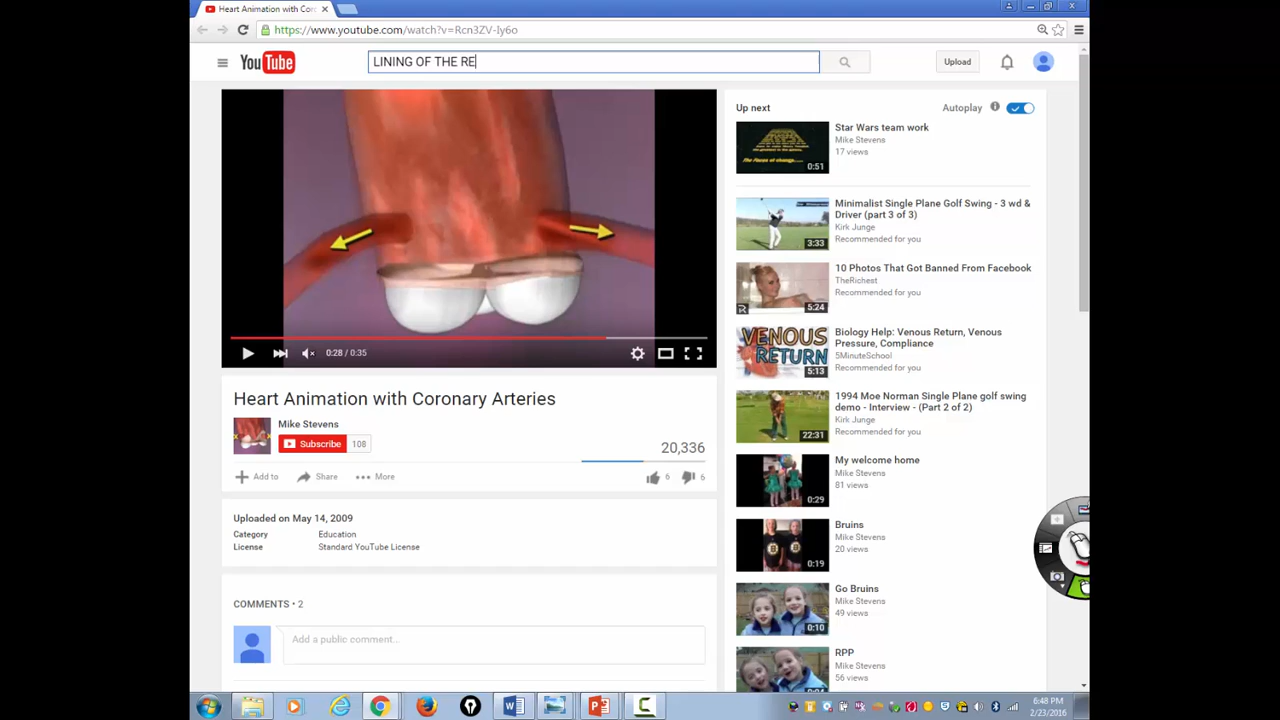 Heart Animation with Cor
https://www.youtube.com/watch?v=Rcn3ZV-Iy6o
YouTube
LINING OF THE RE
Upload
0:28 / 0:35
Heart Animation with Coronary Arteries
Mike Stevens
Subscribe 108
20,336
Add to Share More
6 6
Uploaded on May 14, 2009
Category Education
License Standard YouTube License
COMMENTS • 2
Add a public comment...
Up next Autoplay
Star Wars team work
Mike Stevens
17 views
The Faces of change.....
0:51
Minimalist Single Plane Golf Swing - 3 wd &
Driver (part 3 of 3)
Kirk Junge
Recommended for you
3:33
10 Photos That Got Banned From Facebook
TheRichest
Recommended for you
5:24
Biology Help: Venous Return, Venous
Pressure, Compliance
5MinuteSchool
Recommended for you
VENOUS
RETURN
5:13
1994 Moe Norman Single Plane golf swing
demo - Interview - (Part 2 of 2)
Kirk Junge
Recommended for you
22:31
My welcome home
Mike Stevens
81 views
0:29
Bruins
Mike Stevens
20 views
0:19
Go Bruins
Mike Stevens
49 views
0:10
RPP
Mike Stevens
56 views
6:48 PM
2/23/2016